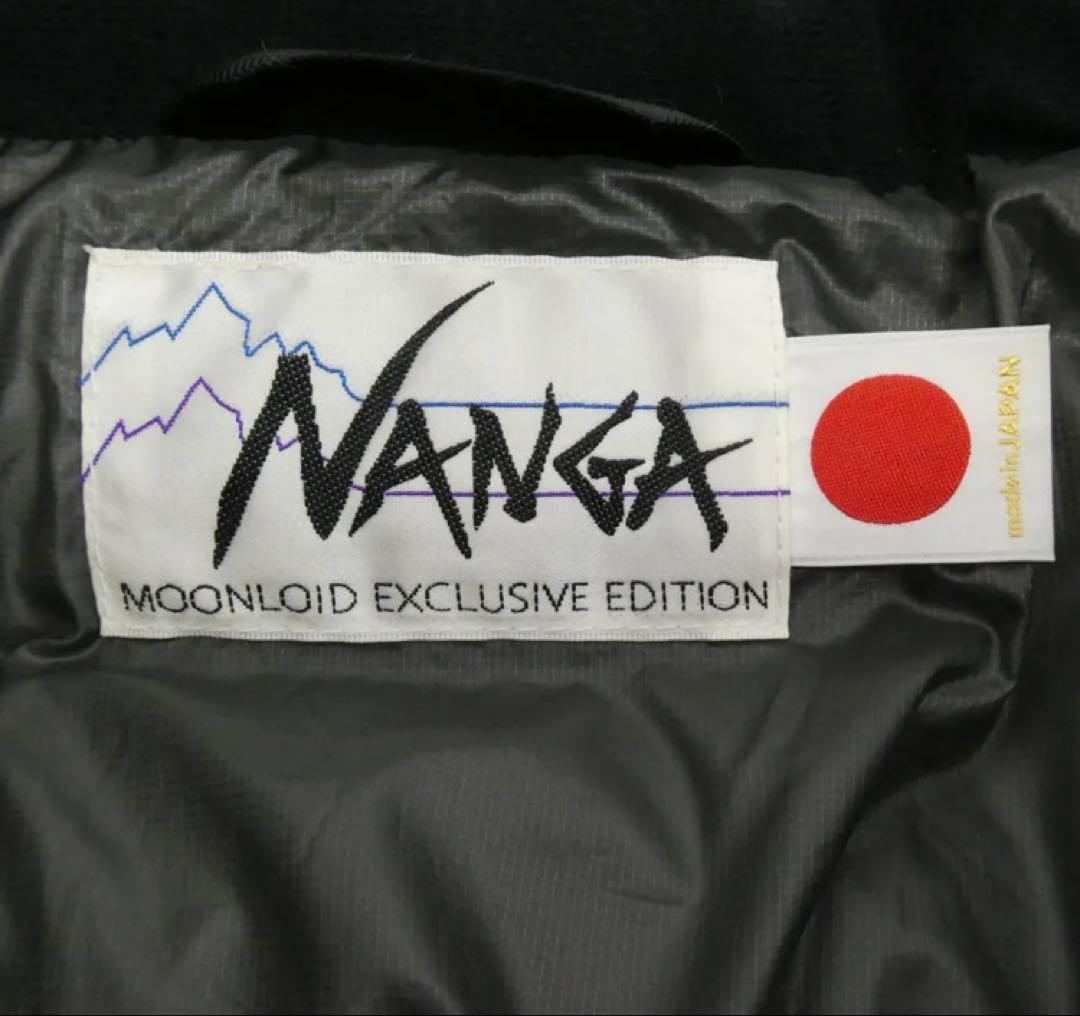 NANGA
MOONLOID EXCLUSIVE EDITION
made in JAPAN